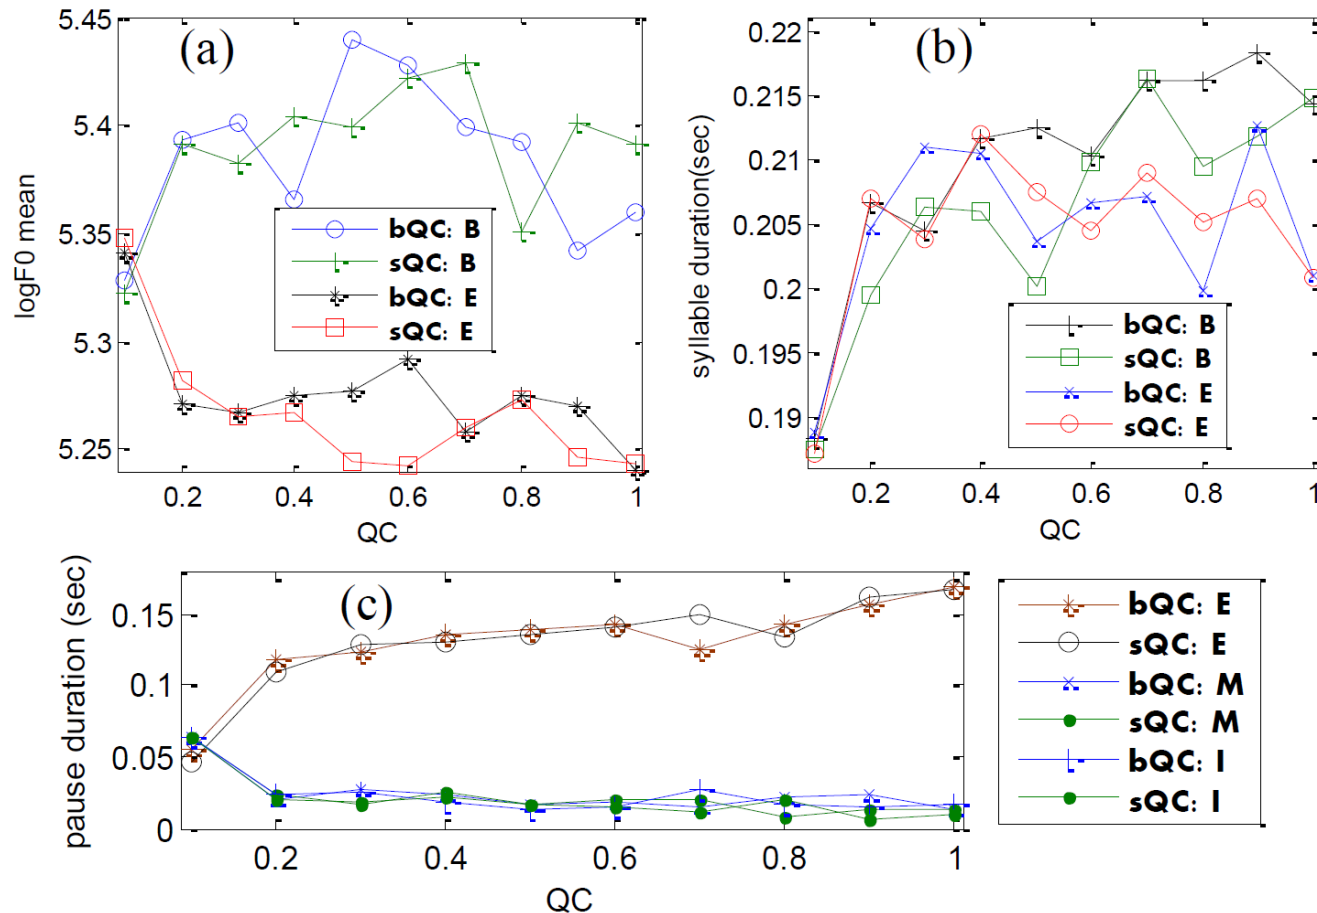 (a)
5.45
5.4
5.35
5.3
5.25
logF0 mean
bQC: B
sQC: B
bQC: E
sQC: E
0.2 0.4 0.6 0.8 1
QC
(b)
0.22
0.215
0.21
0.205
0.2
0.195
0.19
syllable duration(sec)
bQC: B
sQC: B
bQC: E
sQC: E
0.2 0.4 0.6 0.8 1
QC
(c)
0.15
0.1
0.05
0
pause duration (sec)
0.2 0.4 0.6 0.8 1
QC
bQC: E
sQC: E
bQC: M
sQC: M
bQC: I
sQC: I